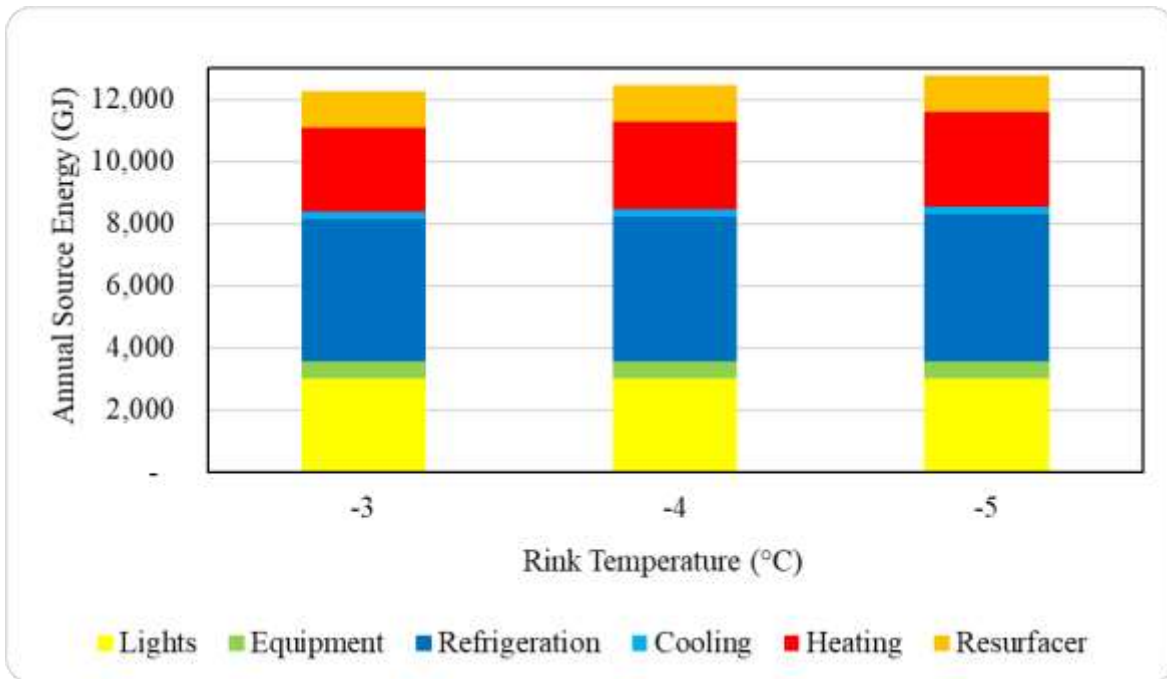 Annual Source Energy (GJ)
12,000
10,000
8,000
6,000
4,000
2,000
-
-3 -4 -5
Rink Temperature (°C)
Lights Equipment Refrigeration Cooling Heating Resurfacer